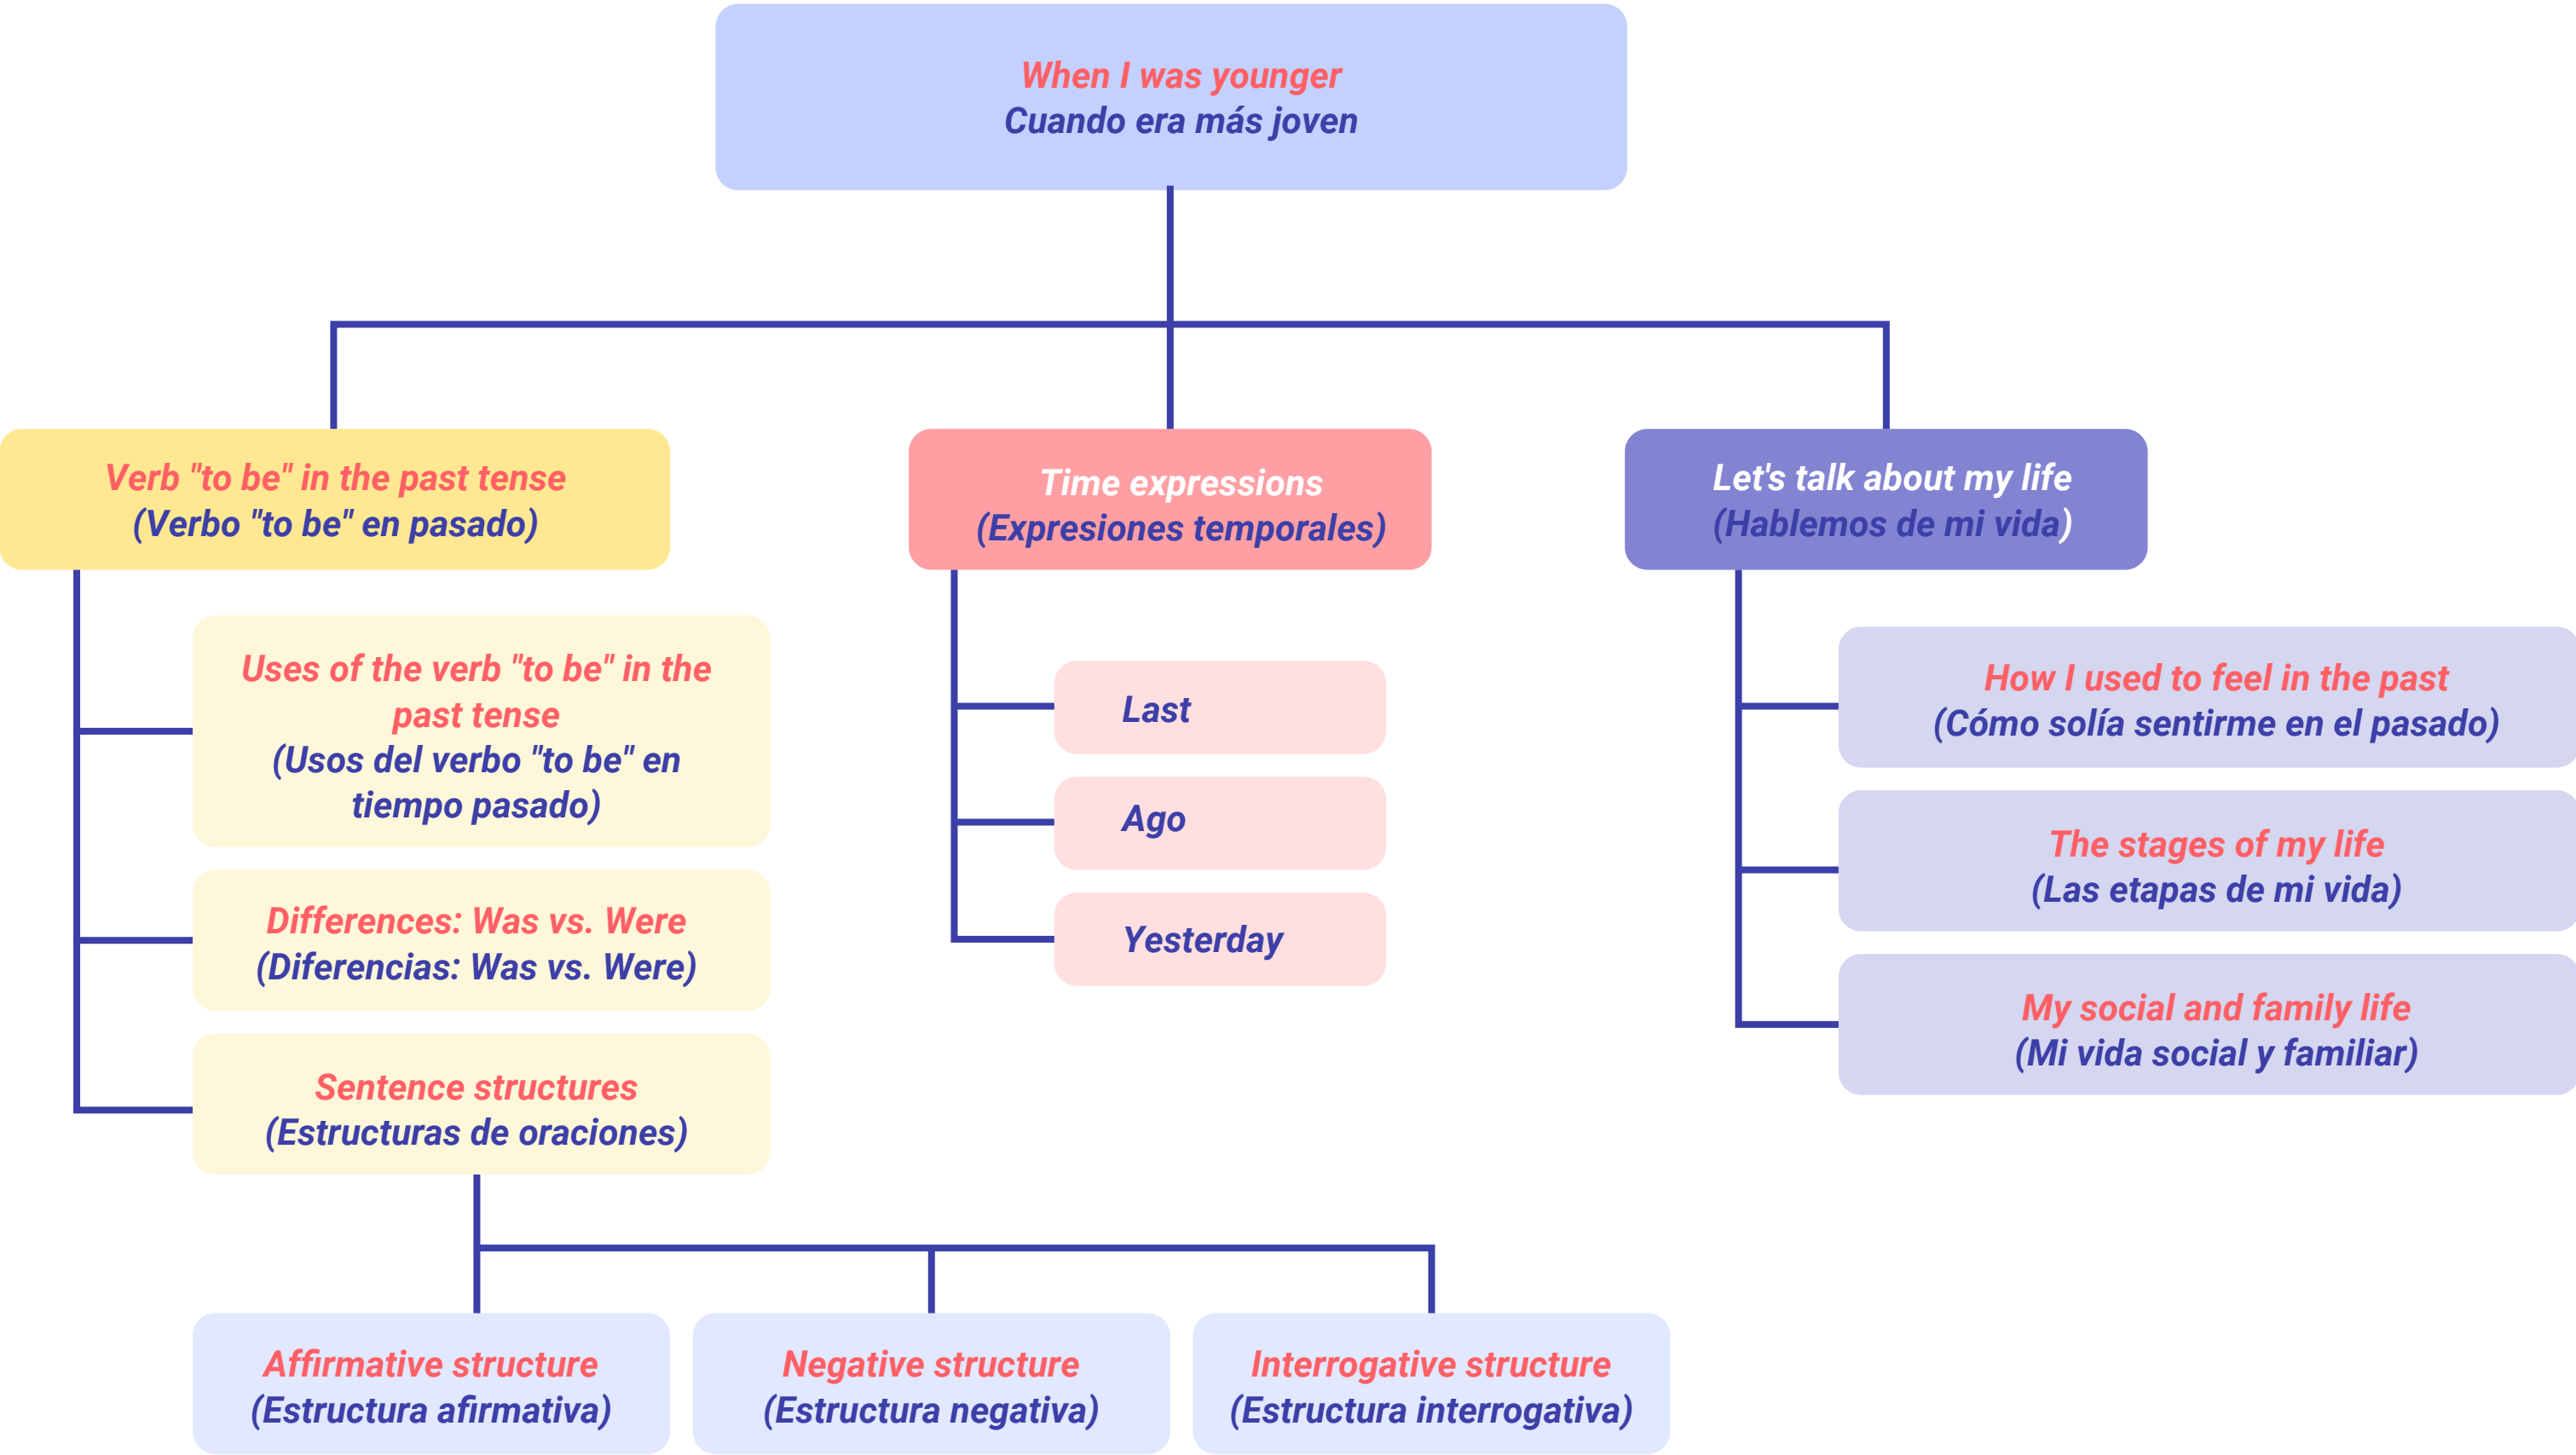 When I was younger
Cuando era más joven
Verb "to be" in the past tense
(Verbo "to be" en pasado)
Uses of the verb "to be" in the
past tense
(Usos del verbo "to be" en
tiempo pasado)
Differences: Was vs. Were
(Diferencias: Was vs. Were)
Sentence structures
(Estructuras de oraciones)
Affirmative structure
(Estructura afirmativa)
Negative structure
(Estructura negativa)
Interrogative structure
(Estructura interrogativa)
Time expressions
(Expresiones temporales)
Last
Ago
Yesterday
Let's talk about my life
(Hablemos de mi vida)
How I used to feel in the past
(Cómo solía sentirme en el pasado)
The stages of my life
(Las etapas de mi vida)
My social and family life
(Mi vida social y familiar)